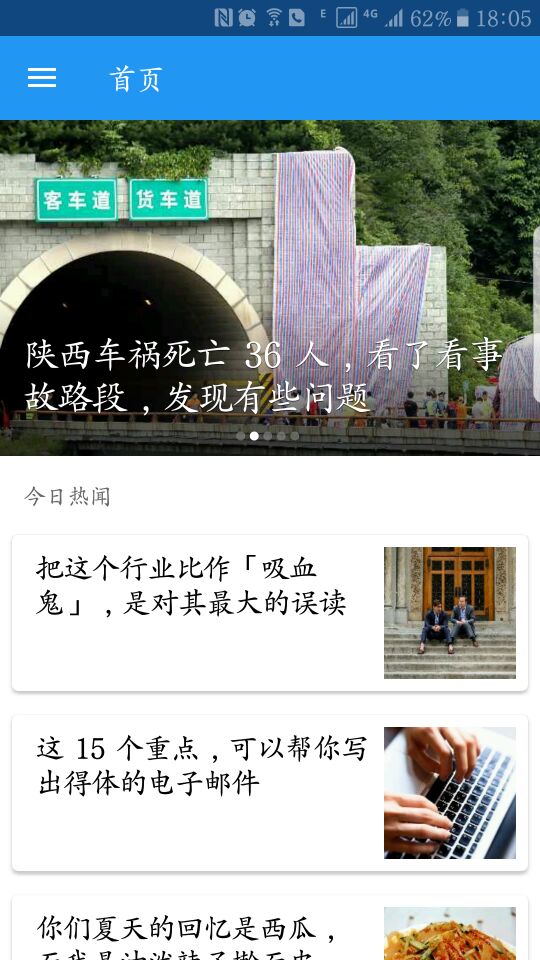 E 4G 62% 18:05
首页
客车道 货车道
陕西车祸死亡 36 人，看了看事
故路段，发现有些问题
今日热闻
把这个行业比作「吸血
鬼」，是对其最大的误读
这 15 个重点，可以帮你写
出得体的电子邮件
你们夏天的回忆是西瓜，